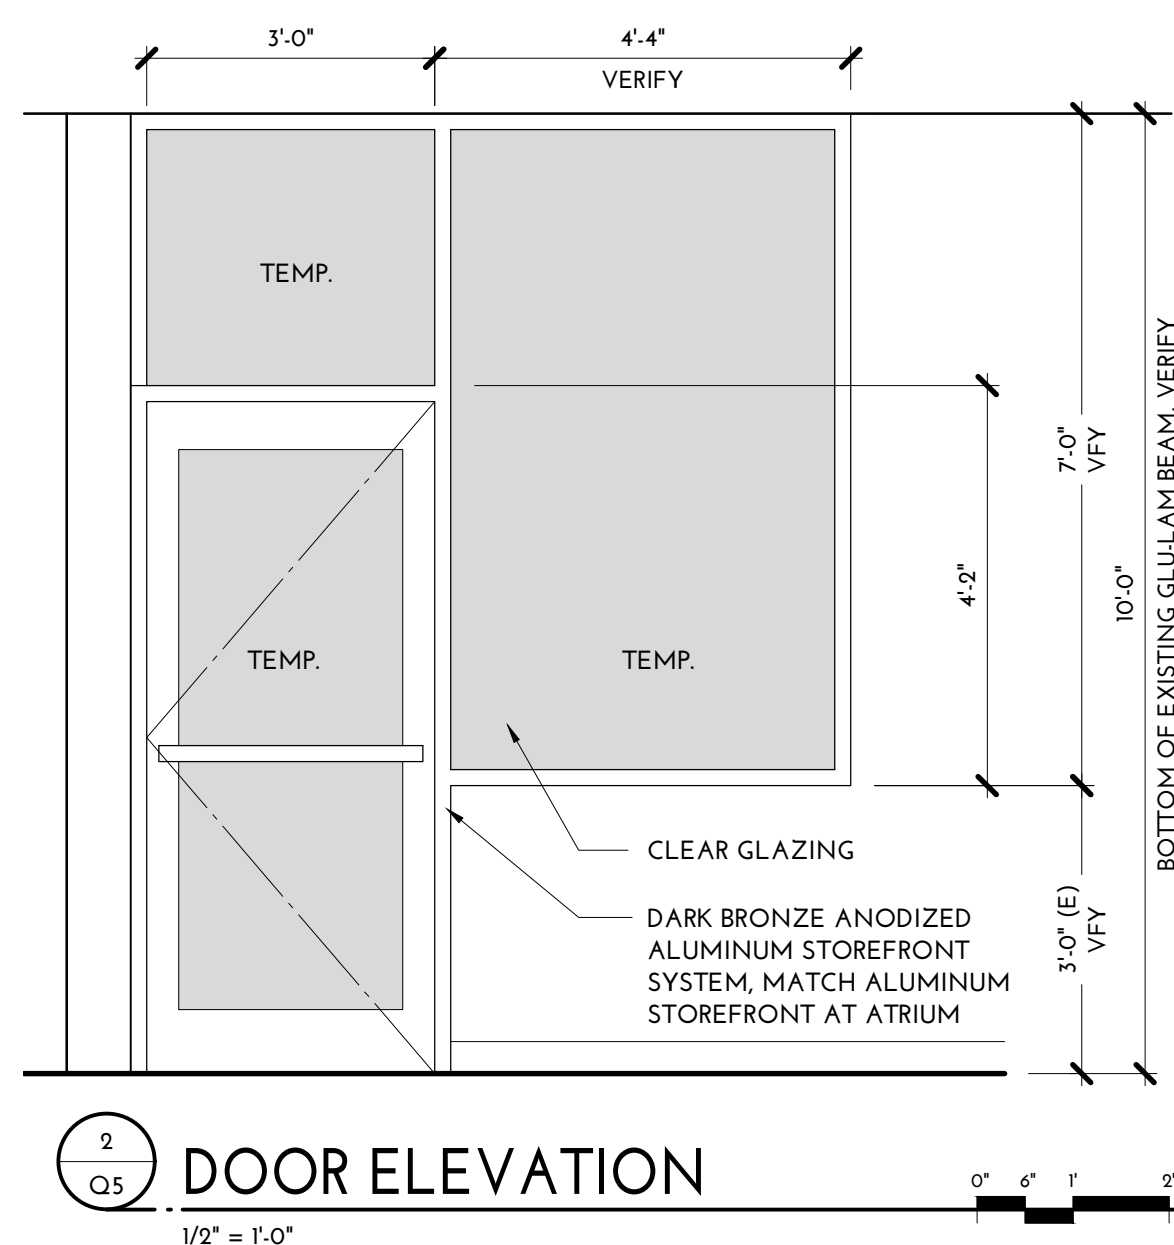 3'-0"
4'-4"
VERIFY
TEMP.
7'-0"
VFY
4'-2"
10'-0"
BOTTOM OF EXISTING GLU-LAM BEAM, VERIFY
TEMP.
TEMP.
CLEAR GLAZING
DARK BRONZE ANODIZED
ALUMINUM STOREFRONT
SYSTEM, MATCH ALUMINUM
STOREFRONT AT ATRIUM
3'-0" (E)
VFY
2
Q5
DOOR ELEVATION
1/2" = 1'-0"
0" 6" 1' 2'